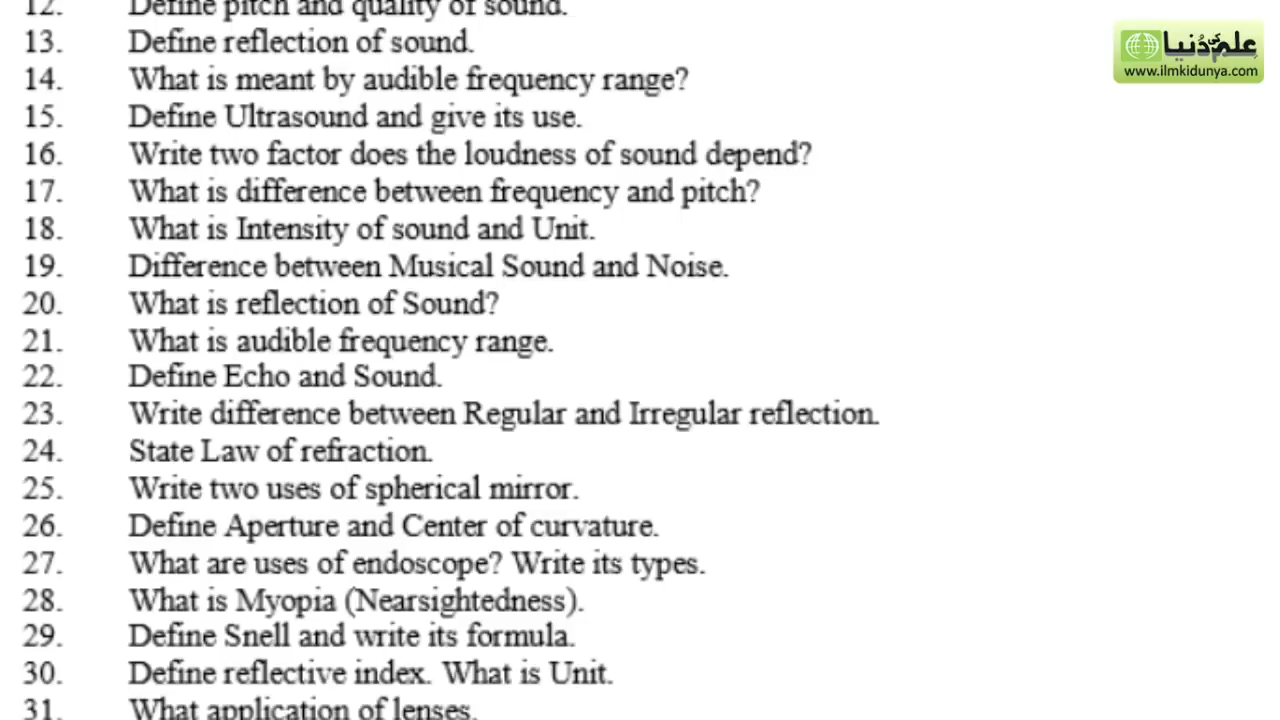 12. Define pitch and quality of sound.
13. Define reflection of sound.
14. What is meant by audible frequency range?
15. Define Ultrasound and give its use.
16. Write two factor does the loudness of sound depend?
17. What is difference between frequency and pitch?
18. What is Intensity of sound and Unit.
19. Difference between Musical Sound and Noise.
20. What is reflection of Sound?
21. What is audible frequency range.
22. Define Echo and Sound.
23. Write difference between Regular and Irregular reflection.
24. State Law of refraction.
25. Write two uses of spherical mirror.
26. Define Aperture and Center of curvature.
27. What are uses of endoscope? Write its types.
28. What is Myopia (Nearsightedness).
29. Define Snell and write its formula.
30. Define reflective index. What is Unit.
31. What application of lenses.
علم کی دُنیا
www.ilmkidunya.com